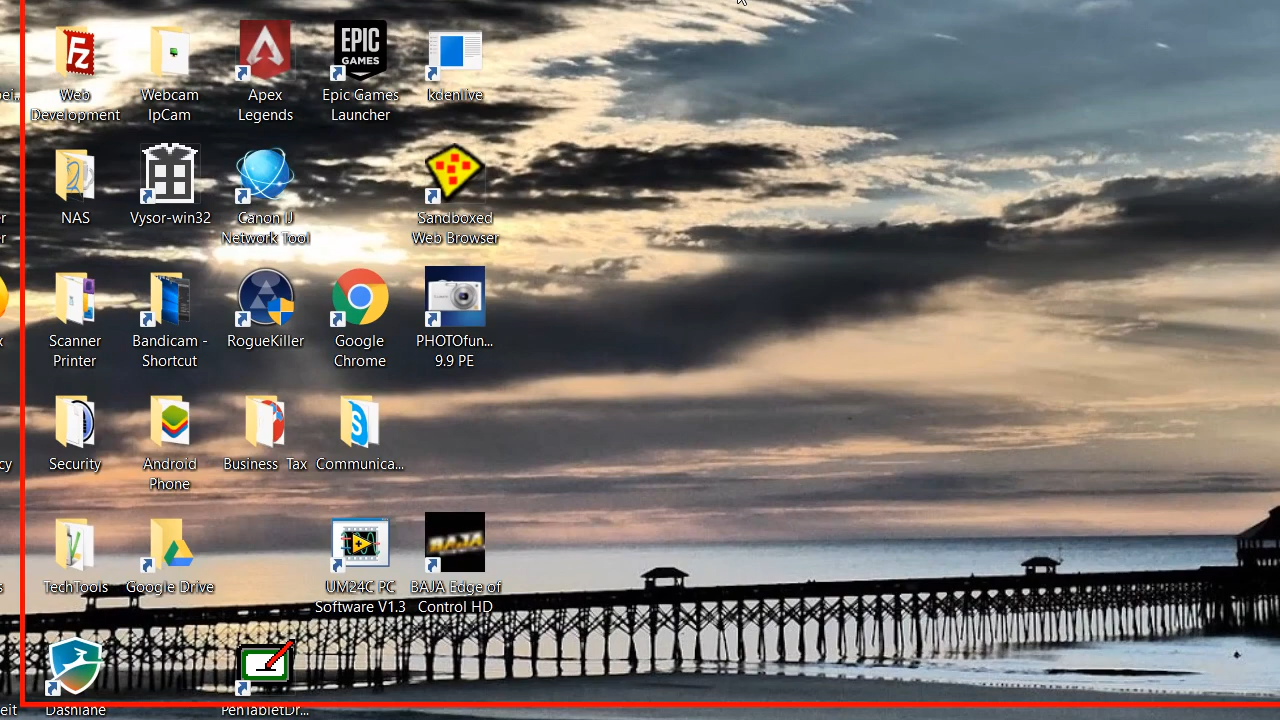 Web
Development
Webcam
IpCam
Apex
Legends
EPIC
GAMES
Epic Games
Launcher
kdenlive
NAS
Vysor-win32
Canon IJ
Network Tool
Sandboxed
Web Browser
Scanner
Printer
Bandicam -
Shortcut
RogueKiller
Google
Chrome
PHOTOfun...
9.9 PE
Security
Android
Phone
Business Tax
Communica...
TechTools
Google Drive
UM24C PC
Software V1.3
BAJA
BAJA Edge of
Control HD
Dashlane
PenTabletDr...